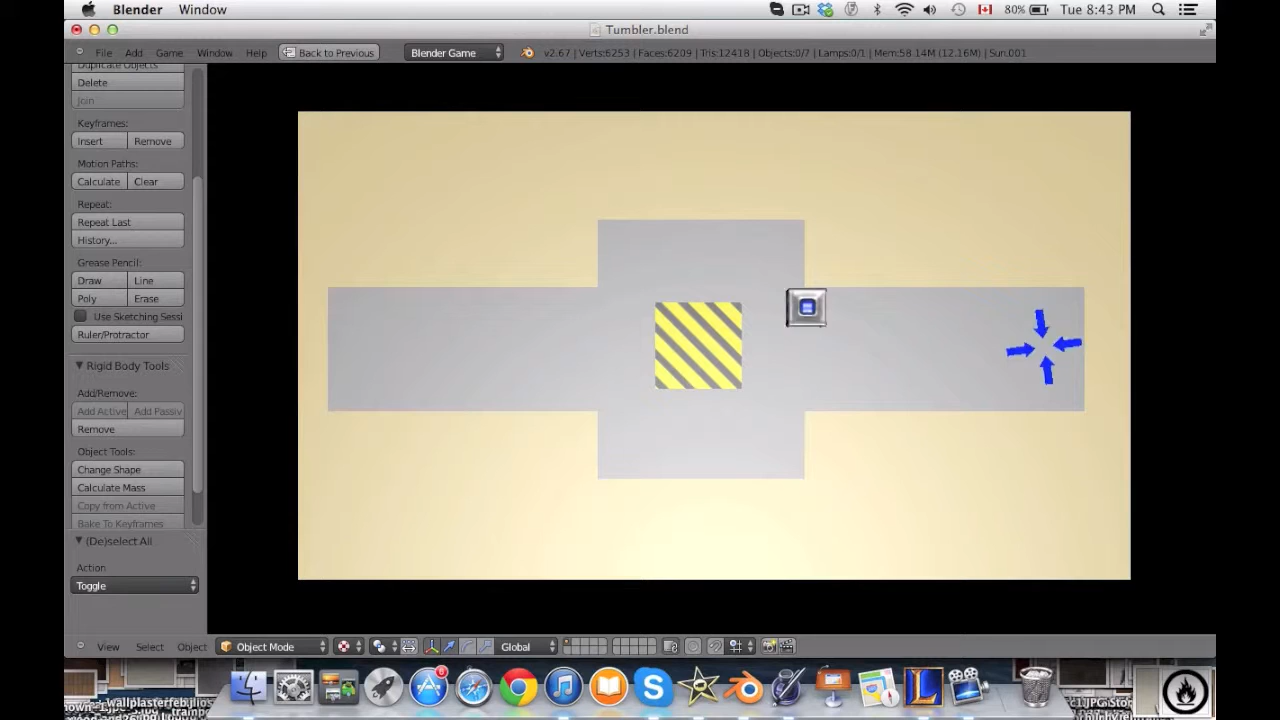 Blender Window 80% Tue 8:43 PM
Tumbler.blend
File Add Game Window Help Back to Previous Blender Game v2.67 | Verts:6253 | Faces:6209 | Tris:12418 | Objects:0/7 | Lamps:0/1 | Mem:58.14M (12.16M) | Sun.001
Duplicate Objects
Delete
Join
Keyframes:
Insert Remove
Motion Paths:
Calculate Clear
Repeat:
Repeat Last
History...
Grease Pencil:
Draw Line
Poly Erase
Use Sketching Sessi
Ruler/Protractor
Rigid Body Tools
Add/Remove:
Add Active Add Passiv
Remove
Object Tools:
Change Shape
Calculate Mass
Copy from Active
Bake To Keyframes
(De)select All
Action:
Toggle
View Select Object Object Mode Global